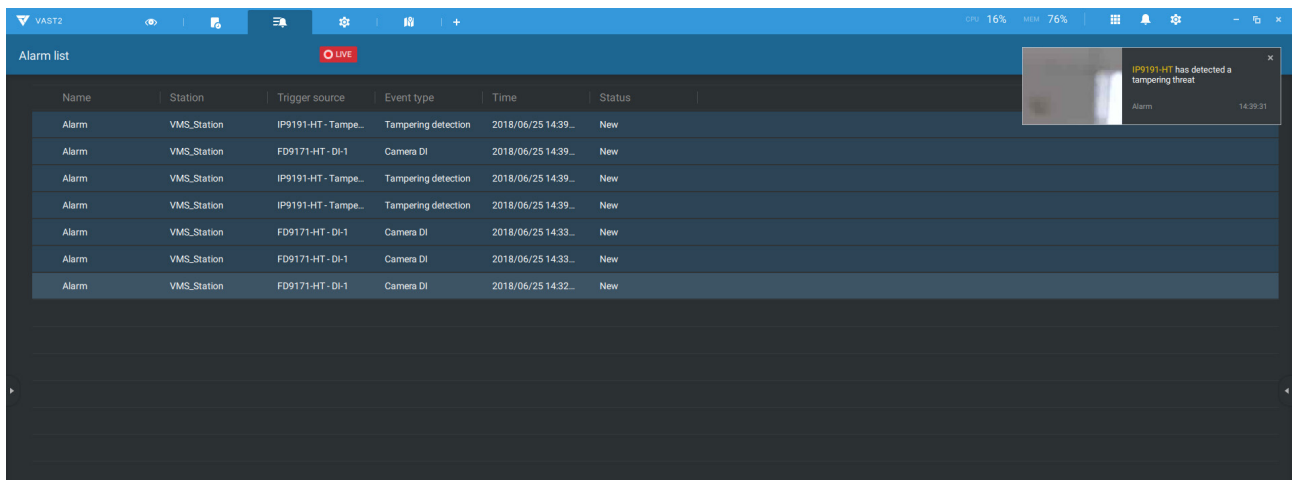 VAST2 CPU 16% MEM 76%
Alarm list LIVE
IP9191-HT has detected a
tampering threat
Alarm 14:39:31
Name Station Trigger source Event type Time Status
Alarm VMS_Station IP9191-HT - Tampe... Tampering detection 2018/06/25 14:39... New
Alarm VMS_Station FD9171-HT - DI-1 Camera DI 2018/06/25 14:39... New
Alarm VMS_Station IP9191-HT - Tampe... Tampering detection 2018/06/25 14:39... New
Alarm VMS_Station IP9191-HT - Tampe... Tampering detection 2018/06/25 14:39... New
Alarm VMS_Station FD9171-HT - DI-1 Camera DI 2018/06/25 14:33... New
Alarm VMS_Station FD9171-HT - DI-1 Camera DI 2018/06/25 14:33... New
Alarm VMS_Station FD9171-HT - DI-1 Camera DI 2018/06/25 14:32... New